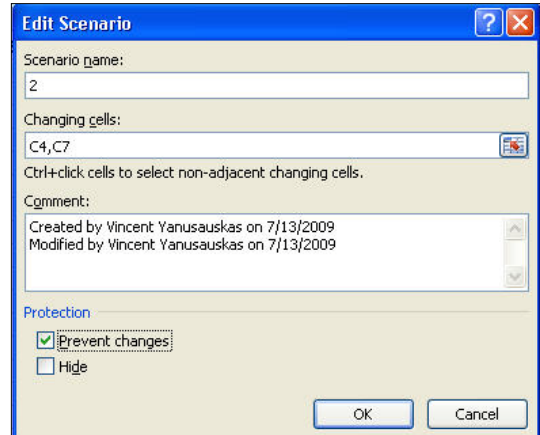 Edit Scenario
Scenario name:
2
Changing cells:
C4,C7
Ctrl+click cells to select non-adjacent changing cells.
Comment:
Created by Vincent Yanusauskas on 7/13/2009
Modified by Vincent Yanusauskas on 7/13/2009
Protection
Prevent changes
Hide
OK Cancel